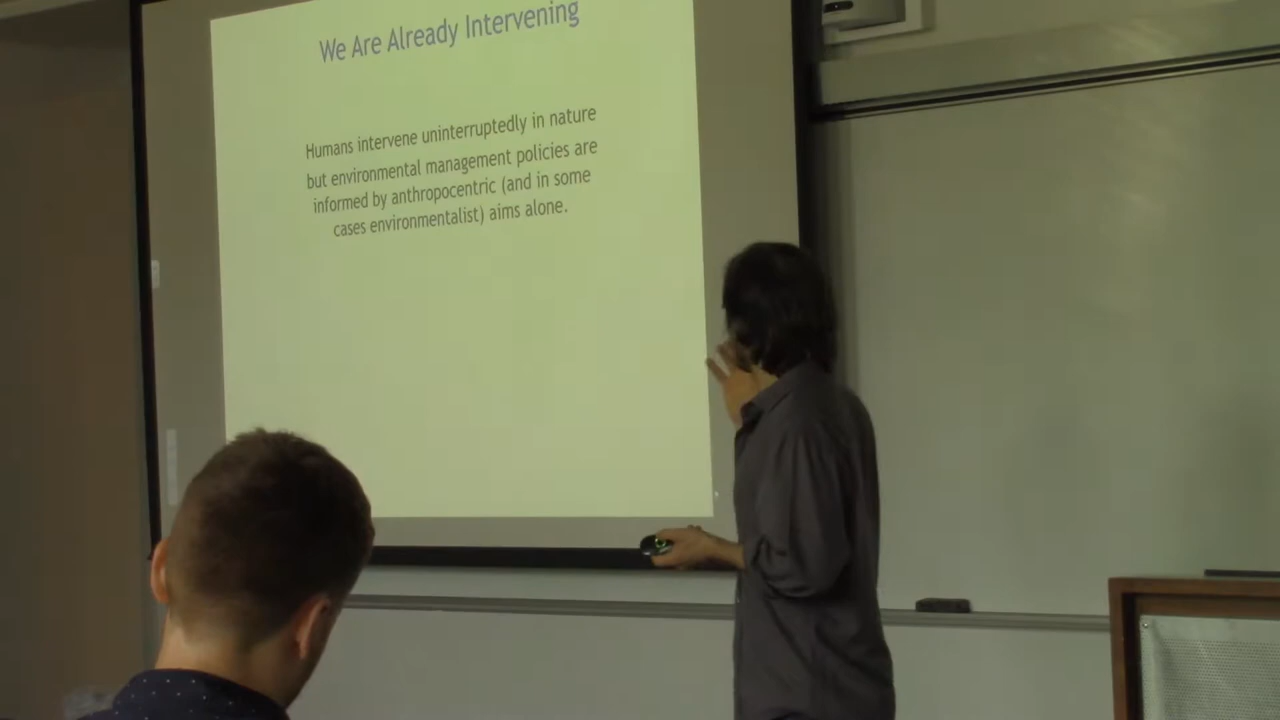 We Are Already Intervening
Humans intervene uninterruptedly in nature
but environmental management policies are
informed by anthropocentric (and in some
cases environmentalist) aims alone.